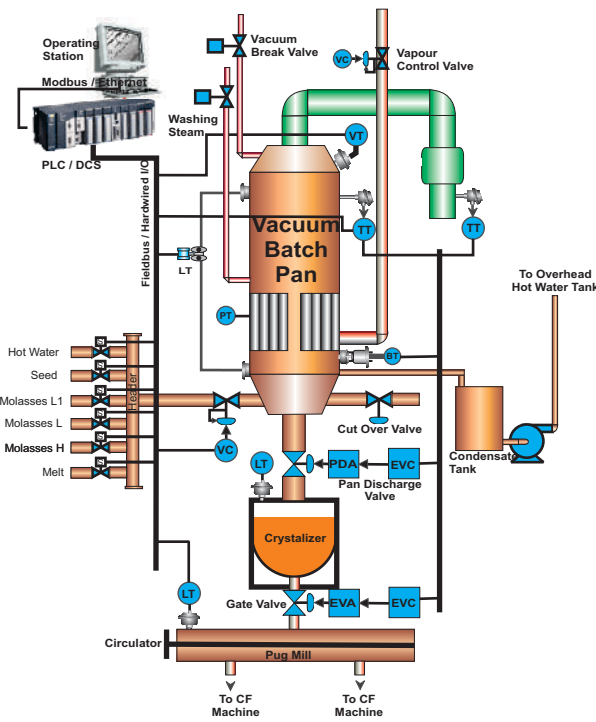 Operating
Station
Modbus / Ethernet
PLC / DCS
Vacuum
Break Valve
Washing
Steam
VC
Vapour
Control Valve
VT
Fieldbus / Hardwired I/O
LT
Vacuum
Batch
Pan
TT
TT
PT
BT
To Overhead
Hot Water Tank
Hot Water
Seed
Molasses L1
Molasses L
Molasses H
Melt
S
S
S
S
S
S
Header
VC
Cut Over Valve
Condensate
Tank
LT
PDA
EVC
Pan Discharge
Valve
Crystalizer
LT
Gate Valve
EVA
EVC
Circulator
Pug Mill
To CF
Machine
To CF
Machine